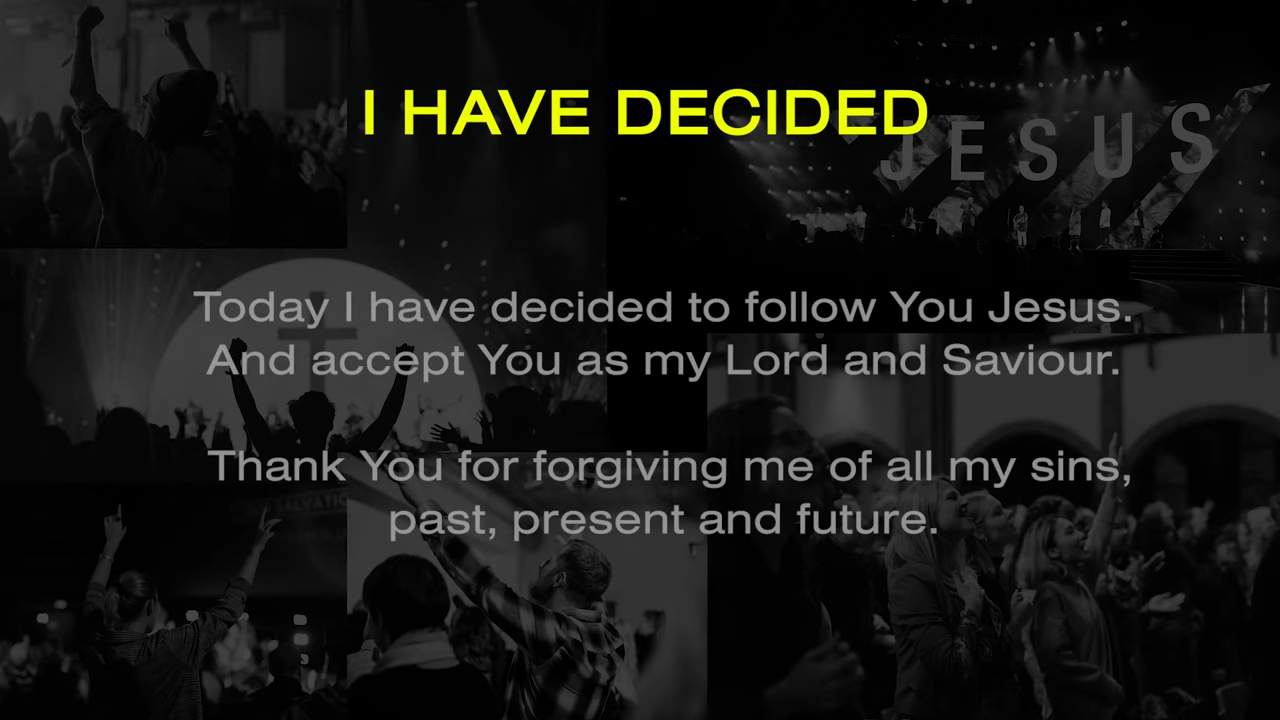 I HAVE DECIDED
JESUS
Today I have decided to follow You Jesus.
And accept You as my Lord and Saviour.
Thank You for forgiving me of all my sins,
past, present and future.